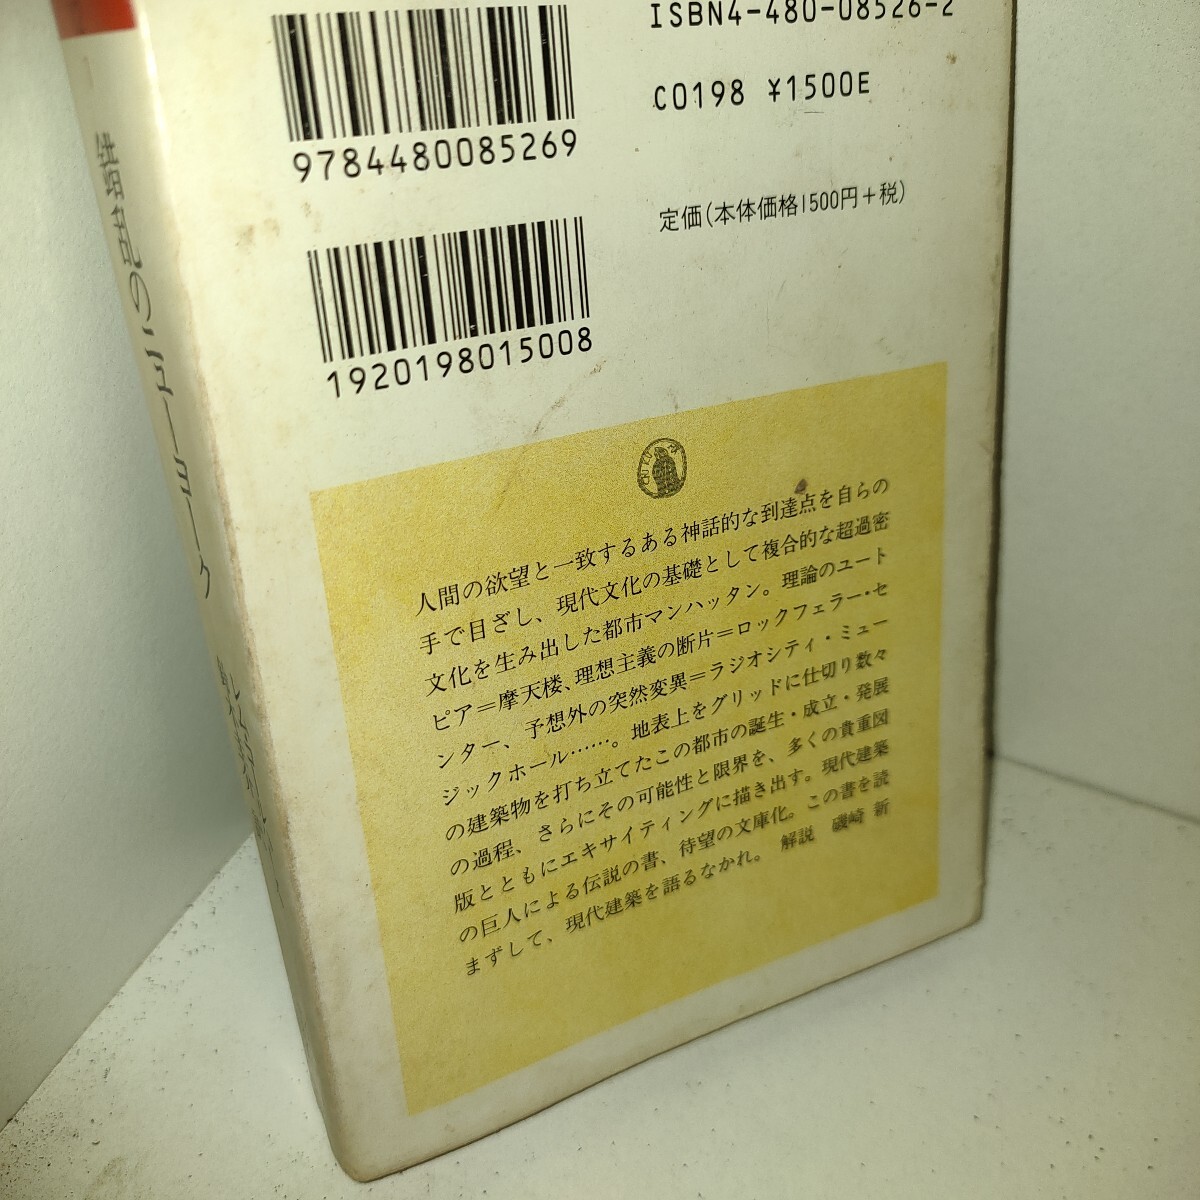 ISBN4-480-08526-2
C0198 ¥1500E
9784480085269
定価(本体価格1500円+税)
1920198015008
錯乱のニューヨーク
人間の欲望と一致するある神話的な到達点を自らの
手で目ざし、現代文化の基礎として複合的な超過密
文化を生み出した都市マンハッタン。理論のユート
ピア=摩天楼、理想主義の断片=ロックフェラー・セ
ンター、予想外の突然変異=ラジオシティ・ミュー
ジックホール……。地表上をグリッドに仕切り数々
の建築物を打ち立てたこの都市の誕生・成立・発展
の過程、さらにその可能性と限界を、多くの貴重図
版とともにエキサイティングに描き出す。現代建築
の巨人による伝説の書、待望の文庫化。この書を読
まずして、現代建築を語るなかれ。 解説 磯崎 新